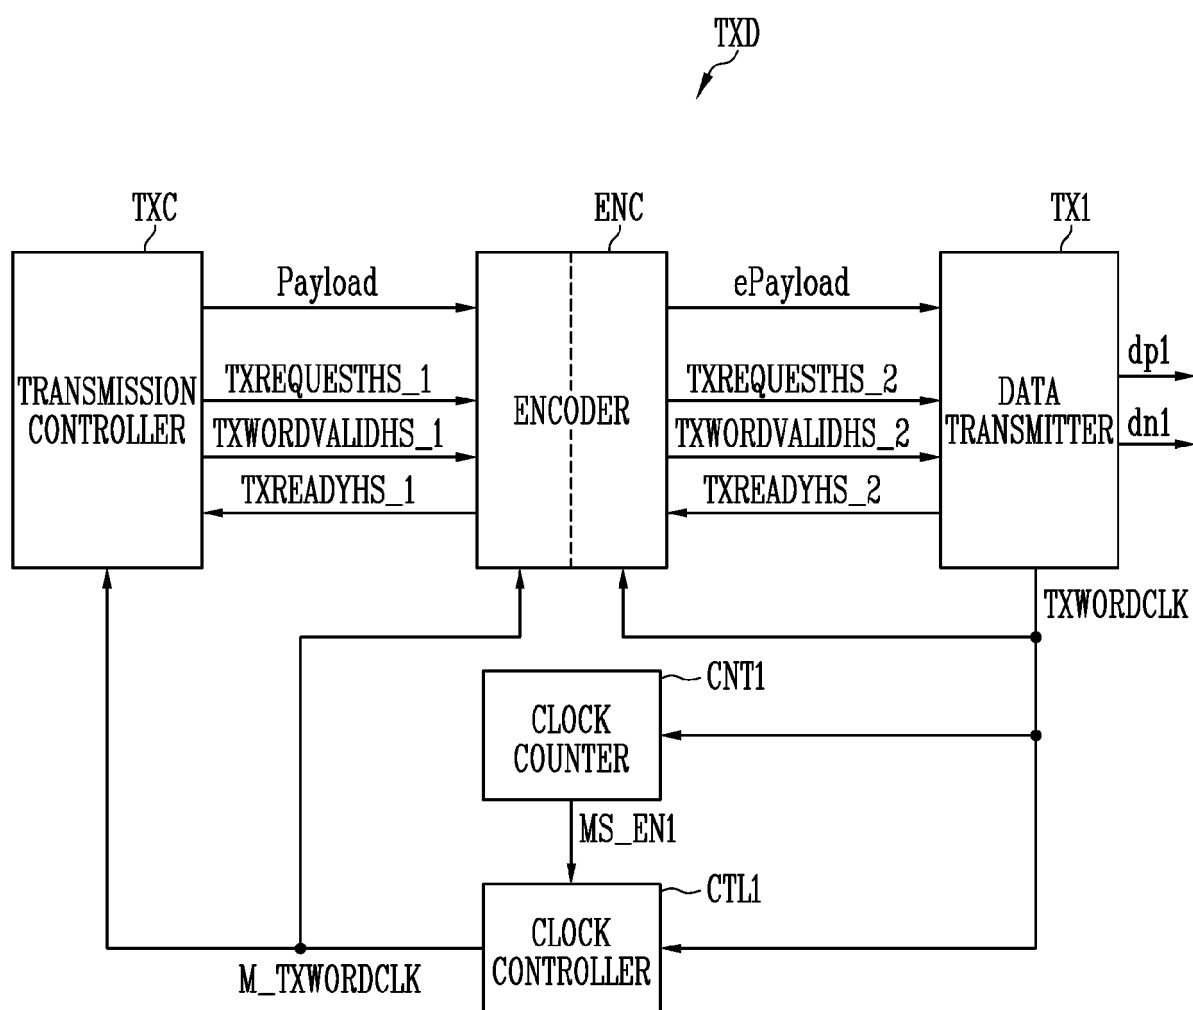 TXD
TXC
ENC
TX1
Payload
ePayload
TRANSMISSION
CONTROLLER
TXREQUESTHS_1
TXWORDVALIDHS_1
TXREADYHS_1
ENCODER
TXREQUESTHS_2
TXWORDVALIDHS_2
TXREADYHS_2
DATA
TRANSMITTER
dp1
dn1
TXWORDCLK
CNT1
CLOCK
COUNTER
MS_EN1
CTL1
CLOCK
CONTROLLER
M_TXWORDCLK